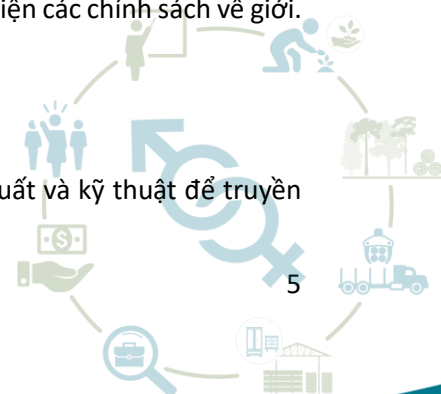 iện các chính sách về giới.
uất và kỹ thuật để truyền
5